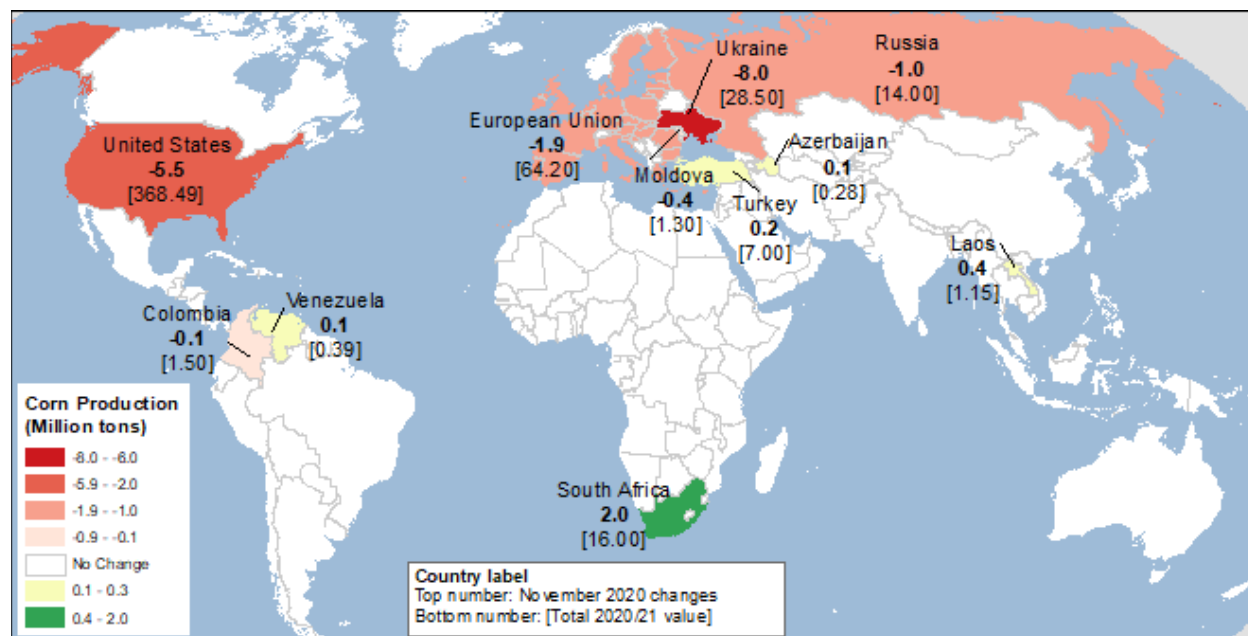 Ukraine
-8.0
[28.50]
Russia
-1.0
[14.00]
European Union
-1.9
[64.20]
United States
-5.5
[368.49]
Azerbaijan
0.1
[0.28]
Moldova
-0.4
[1.30]
Turkey
0.2
[7.00]
Laos
0.4
[1.15]
Colombia
-0.1
[1.50]
Venezuela
0.1
[0.39]
South Africa
2.0
[16.00]
Corn Production
(Million tons)
-8.0 - -6.0
-5.9 - -2.0
-1.9 - -1.0
-0.9 - -0.1
No Change
0.1 - 0.3
0.4 - 2.0
Country label
Top number: November 2020 changes
Bottom number: [Total 2020/21 value]